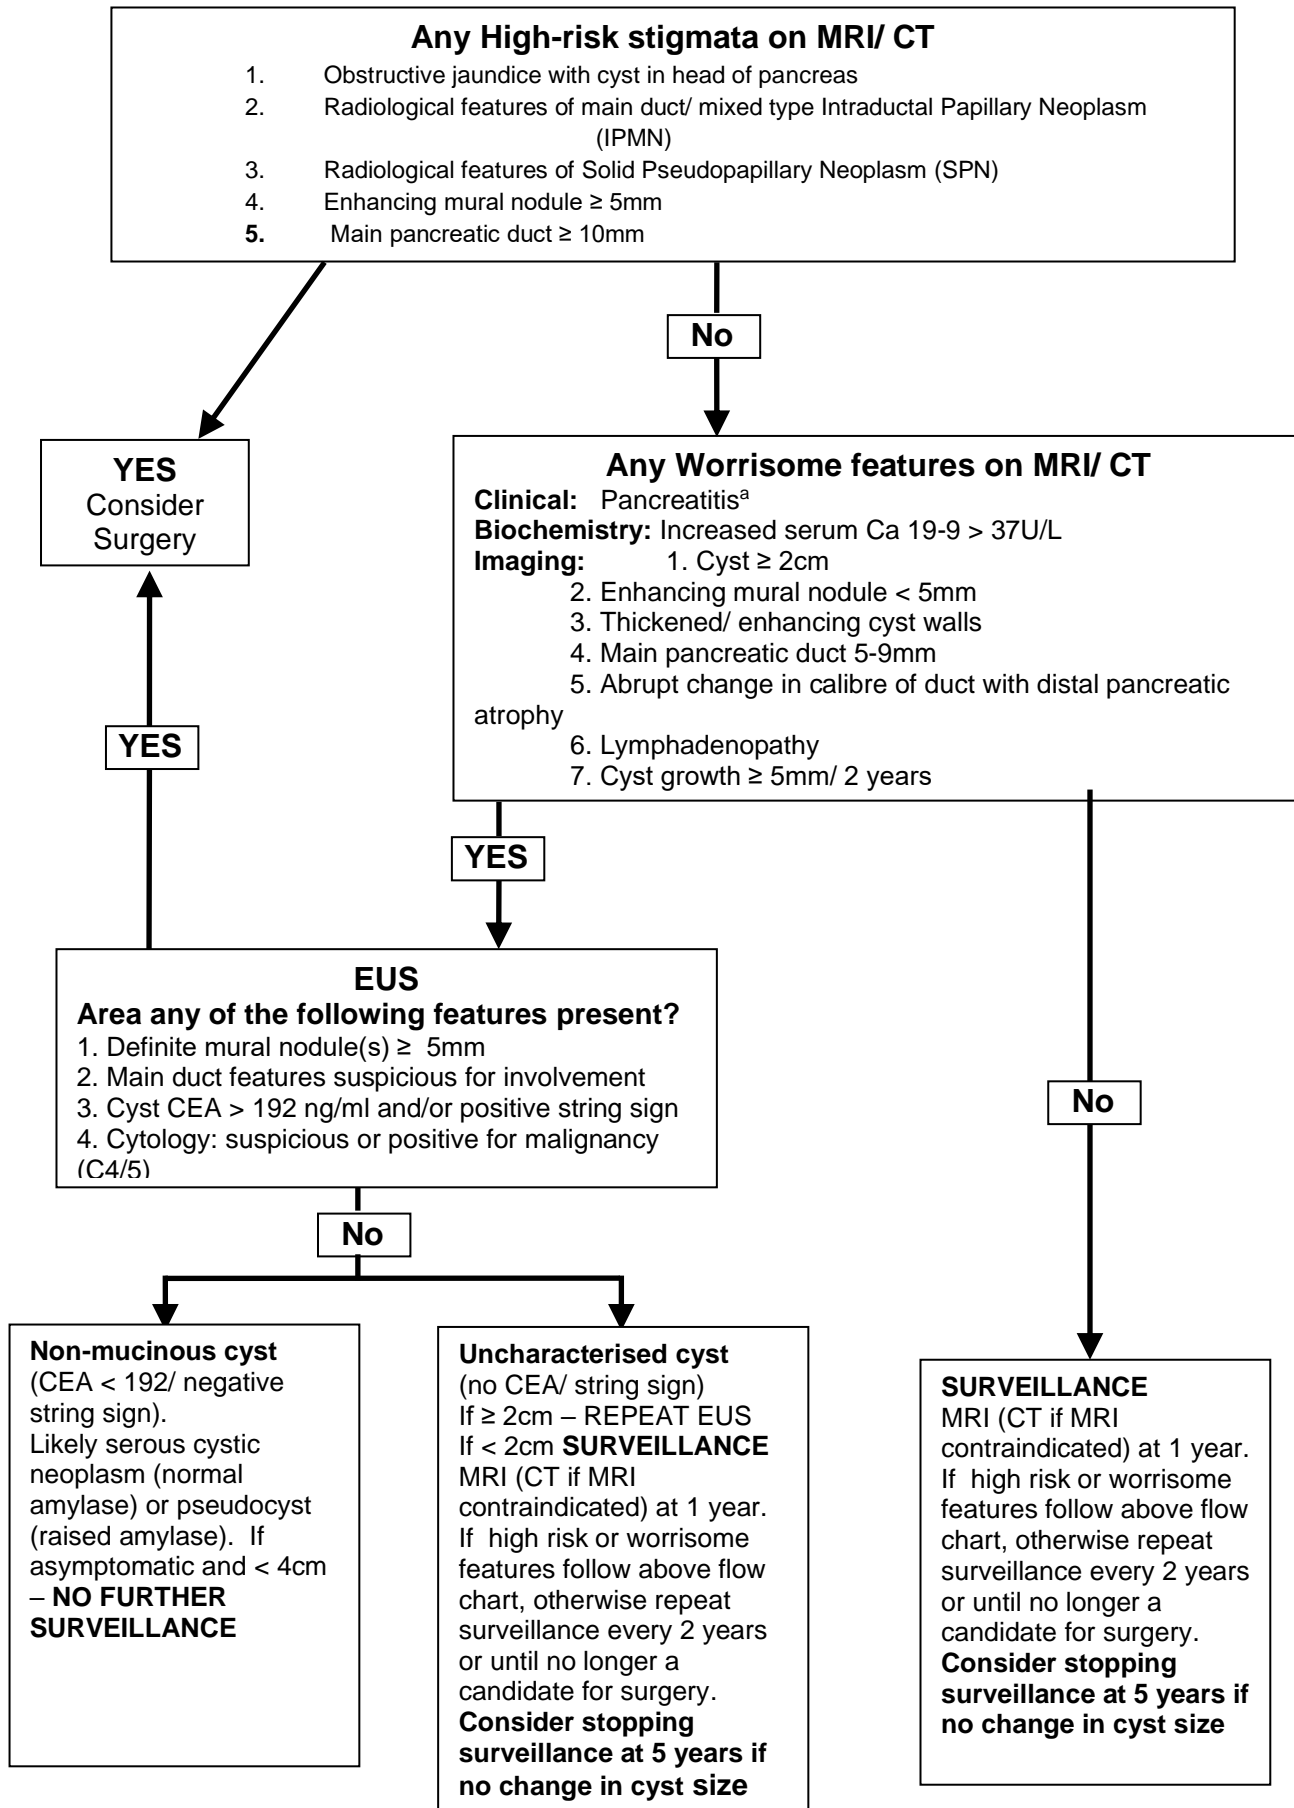 Any High-risk stigmata on MRI/ CT
1. Obstructive jaundice with cyst in head of pancreas
2. Radiological features of main duct/ mixed type Intraductal Papillary Neoplasm
(IPMN)
3. Radiological features of Solid Pseudopapillary Neoplasm (SPN)
4. Enhancing mural nodule ≥ 5mm
5. Main pancreatic duct ≥ 10mm
No
YES
Consider
Surgery
Any Worrisome features on MRI/ CT
Clinical: Pancreatitisᵃ
Biochemistry: Increased serum Ca 19-9 > 37U/L
Imaging: 1. Cyst ≥ 2cm
2. Enhancing mural nodule < 5mm
3. Thickened/ enhancing cyst walls
4. Main pancreatic duct 5-9mm
5. Abrupt change in calibre of duct with distal pancreatic
atrophy
6. Lymphadenopathy
7. Cyst growth ≥ 5mm/ 2 years
YES
YES
EUS
Area any of the following features present?
1. Definite mural nodule(s) ≥ 5mm
2. Main duct features suspicious for involvement
3. Cyst CEA > 192 ng/ml and/or positive string sign
4. Cytology: suspicious or positive for malignancy
(C4/5)
No
No
Non-mucinous cyst
(CEA < 192/ negative
string sign).
Likely serous cystic
neoplasm (normal
amylase) or pseudocyst
(raised amylase). If
asymptomatic and < 4cm
– NO FURTHER
SURVEILLANCE
Uncharacterised cyst
(no CEA/ string sign)
If ≥ 2cm – REPEAT EUS
If < 2cm SURVEILLANCE
MRI (CT if MRI
contraindicated) at 1 year.
If high risk or worrisome
features follow above flow
chart, otherwise repeat
surveillance every 2 years
or until no longer a
candidate for surgery.
Consider stopping
surveillance at 5 years if
no change in cyst size
SURVEILLANCE
MRI (CT if MRI
contraindicated) at 1 year.
If high risk or worrisome
features follow above flow
chart, otherwise repeat
surveillance every 2 years
or until no longer a
candidate for surgery.
Consider stopping
surveillance at 5 years if
no change in cyst size